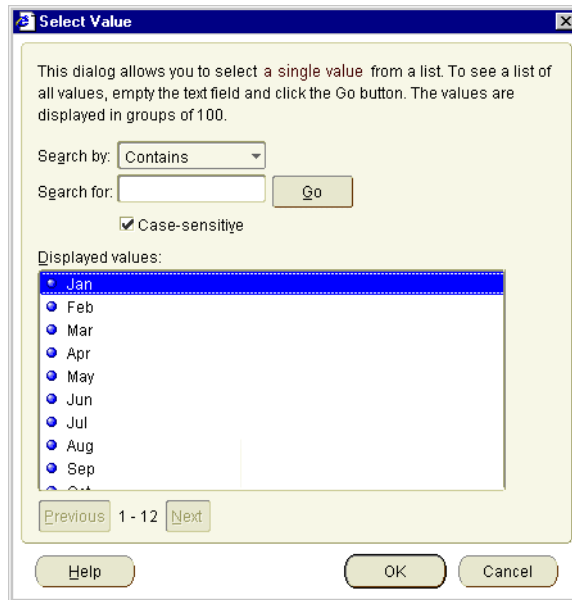 Select Value
This dialog allows you to select a single value from a list. To see a list of
all values, empty the text field and click the Go button. The values are
displayed in groups of 100.
Search by: Contains
Search for: Go
Case-sensitive
Displayed values:
Jan
Feb
Mar
Apr
May
Jun
Jul
Aug
Sep
Previous 1 - 12 Next
Help OK Cancel